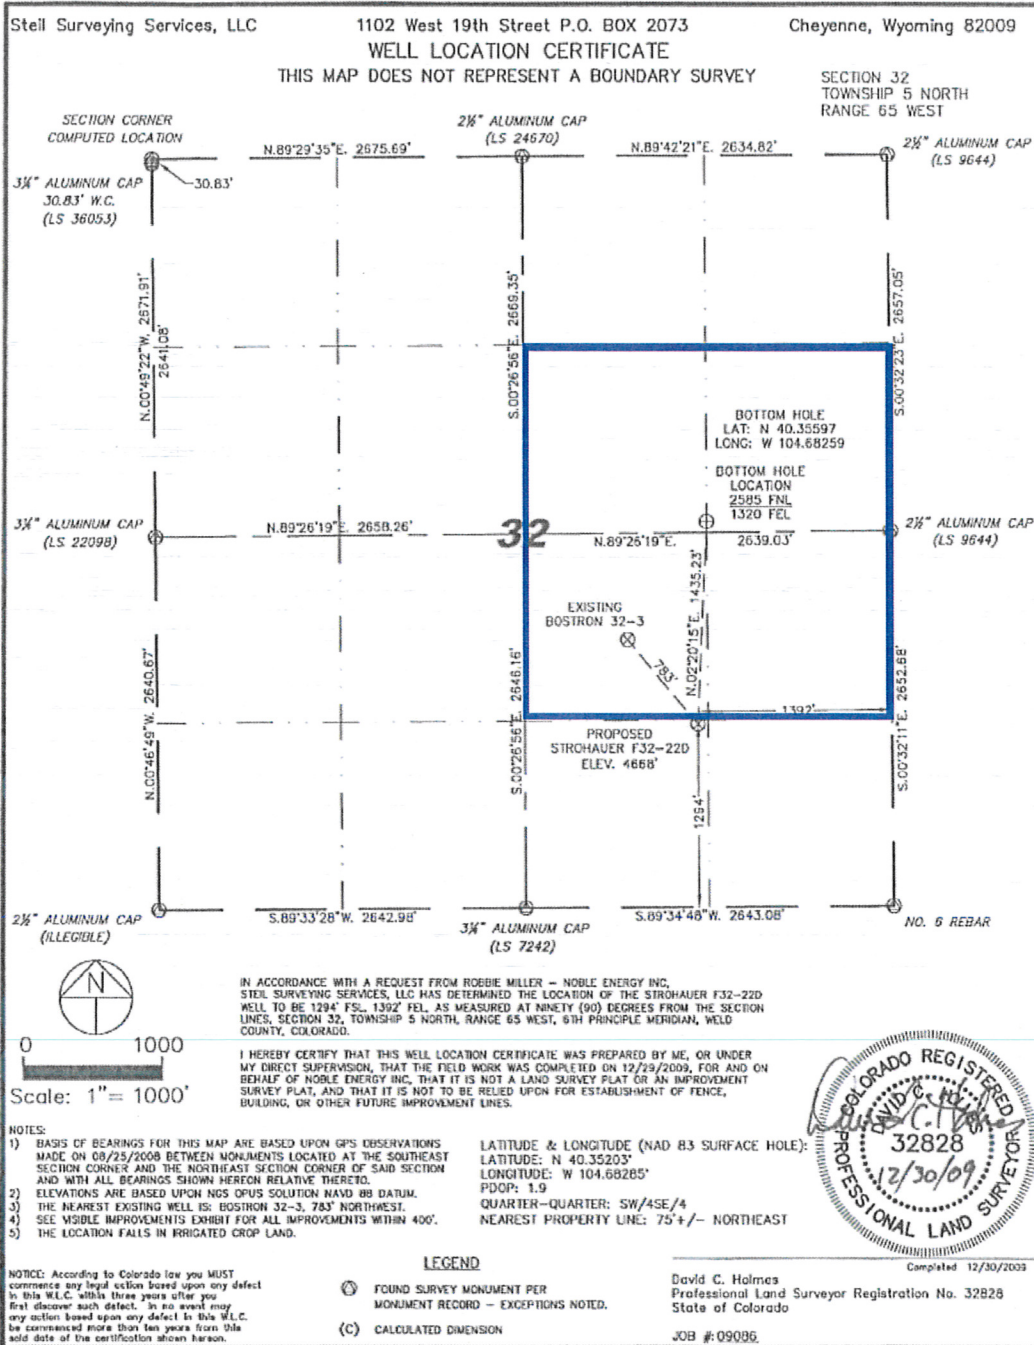 Steil Surveying Services, LLC
1102 West 19th Street P.O. BOX 2073
Cheyenne, Wyoming 82009
WELL LOCATION CERTIFICATE
THIS MAP DOES NOT REPRESENT A BOUNDARY SURVEY
SECTION 32
TOWNSHIP 5 NORTH
RANGE 65 WEST
SECTION CORNER
COMPUTED LOCATION
2½" ALUMINUM CAP
(LS 24670)
2½" ALUMINUM CAP
(LS 9644)
N.89°29'35"E. 2675.69'
N.89°42'21"E. 2634.82'
3¼" ALUMINUM CAP
30.83' W.C.
(LS 36053)
30.83'
N.00°49'22"W. 2671.91'
2641.08'
S.00°26'56"E. 2669.35'
S.00°32'23"E. 2657.05'
BOTTOM HOLE
LAT: N 40.35597
LONG: W 104.68259
BOTTOM HOLE
LOCATION
2585 FNL
1320 FEL
3¼" ALUMINUM CAP
(LS 22098)
N.89°26'19"E. 2658.26'
32
N.89°26'19"E.
2639.03'
2½" ALUMINUM CAP
(LS 9644)
EXISTING
BOSTRON 32-3
783'
N.02°20'15"E. 1435.23'
N.00°46'49"W. 2640.67'
S.00°26'56"E. 2646.16'
S.00°32'11"E. 2652.68'
1392'
PROPOSED
STROHAUER F32-22D
ELEV. 4668'
1294'
2½" ALUMINUM CAP
(ILLEGIBLE)
S.89°33'28"W. 2642.98'
3¼" ALUMINUM CAP
(LS 7242)
S.89°34'48"W. 2643.08'
NO. 6 REBAR
N
IN ACCORDANCE WITH A REQUEST FROM ROBBIE MILLER - NOBLE ENERGY INC,
STEIL SURVEYING SERVICES, LLC HAS DETERMINED THE LOCATION OF THE STROHAUER F32-22D
WELL TO BE 1294' FSL, 1392' FEL, AS MEASURED AT NINETY (90) DEGREES FROM THE SECTION
LINES, SECTION 32, TOWNSHIP 5 NORTH, RANGE 65 WEST, 6TH PRINCIPLE MERIDIAN, WELD
COUNTY, COLORADO.
0 1000
Scale: 1"= 1000'
I HEREBY CERTIFY THAT THIS WELL LOCATION CERTIFICATE WAS PREPARED BY ME, OR UNDER
MY DIRECT SUPERVISION, THAT THE FIELD WORK WAS COMPLETED ON 12/29/2009, FOR AND ON
BEHALF OF NOBLE ENERGY INC, THAT IT IS NOT A LAND SURVEY PLAT OR AN IMPROVEMENT
SURVEY PLAT, AND THAT IT IS NOT TO BE RELIED UPON FOR ESTABLISHMENT OF FENCE,
BUILDING, OR OTHER FUTURE IMPROVEMENT LINES.
NOTES:
1) BASIS OF BEARINGS FOR THIS MAP ARE BASED UPON GPS OBSERVATIONS
MADE ON 08/25/2008 BETWEEN MONUMENTS LOCATED AT THE SOUTHEAST
SECTION CORNER AND THE NORTHEAST SECTION CORNER OF SAID SECTION
AND WITH ALL BEARINGS SHOWN HEREON RELATIVE THERETO.
2) ELEVATIONS ARE BASED UPON NGS OPUS SOLUTION NAVD 88 DATUM.
3) THE NEAREST EXISTING WELL IS: BOSTRON 32-3, 783' NORTHWEST.
4) SEE VISIBLE IMPROVEMENTS EXHIBIT FOR ALL IMPROVEMENTS WITHIN 400'.
5) THE LOCATION FALLS IN IRRIGATED CROP LAND.
LATITUDE & LONGITUDE (NAD 83 SURFACE HOLE):
LATITUDE: N 40.35203°
LONGITUDE: W 104.68285°
PDOP: 1.9
QUARTER-QUARTER: SW/4SE/4
NEAREST PROPERTY LINE: 75'+/- NORTHEAST
COLORADO REGISTERED
DAVID C. HOLMES
32828
12/30/09
PROFESSIONAL LAND SURVEYOR
NOTICE: According to Colorado law you MUST
commence any legal action based upon any defect
in this W.L.C. within three years after you
first discover such defect. In no event may
any action based upon any defect in this W.L.C.
be commenced more than ten years from this
said date of the certification shown hereon.
LEGEND
FOUND SURVEY MONUMENT PER
MONUMENT RECORD - EXCEPTIONS NOTED.
(C) CALCULATED DIMENSION
Completed 12/30/2009
David C. Holmes
Professional Land Surveyor Registration No. 32828
State of Colorado
JOB #: 09086